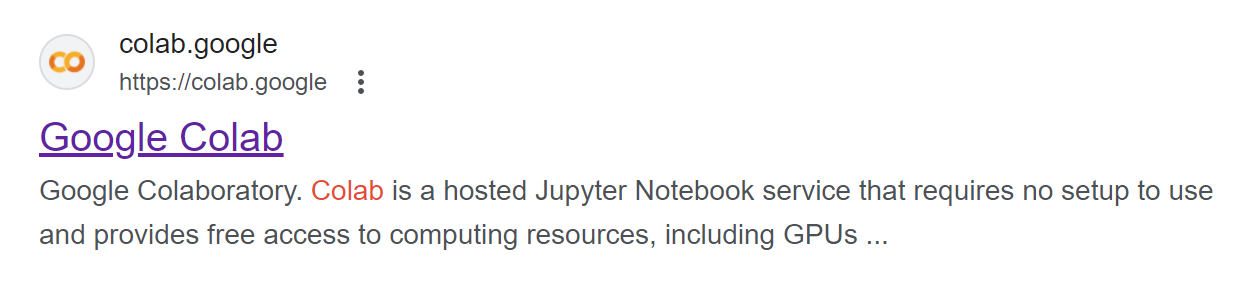 colab.google
https://colab.google
Google Colab
Google Colaboratory. Colab is a hosted Jupyter Notebook service that requires no setup to use
and provides free access to computing resources, including GPUs ...